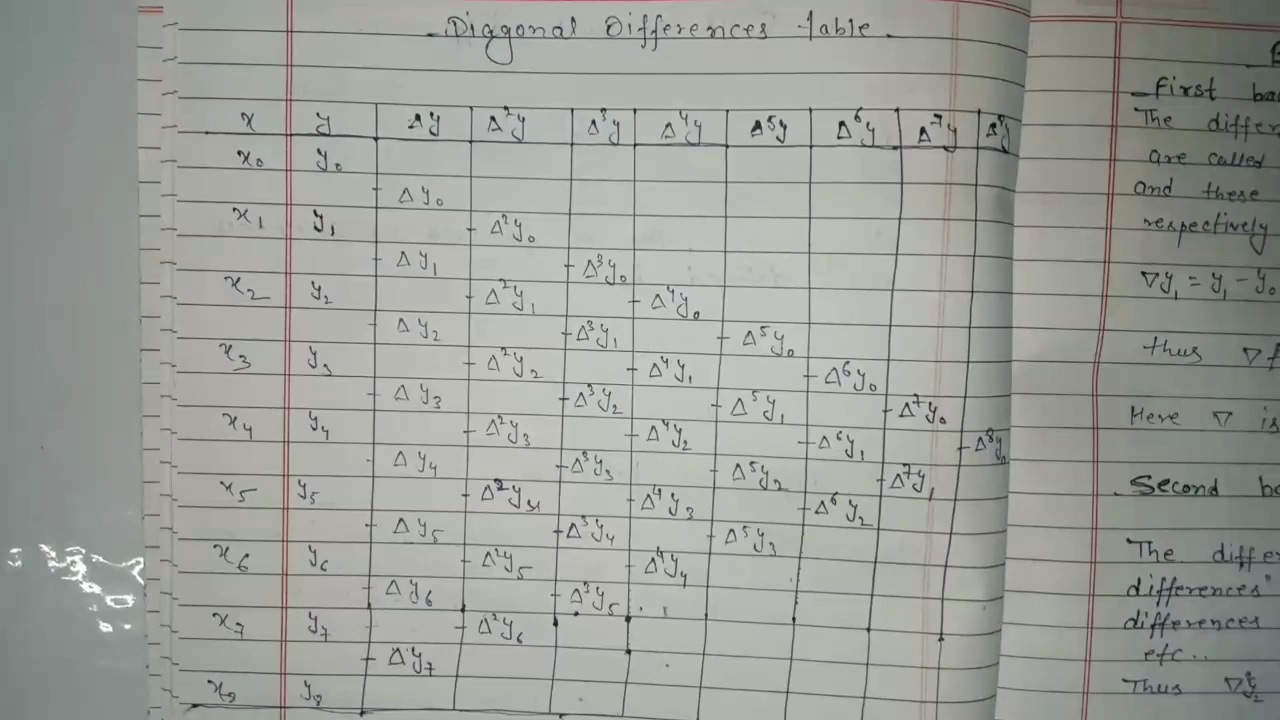 Diagonal Differences table
x y Δy Δ²y Δ³y Δ⁴y Δ⁵y Δ⁶y Δ⁷y Δ⁸y
x₀ y₀
Δy₀
x₁ y₁ Δ²y₀
Δy₁ Δ³y₀
x₂ y₂ Δ²y₁ Δ⁴y₀
Δy₂ Δ³y₁ Δ⁵y₀
x₃ y₃ Δ²y₂ Δ⁴y₁ Δ⁶y₀
Δy₃ Δ³y₂ Δ⁵y₁ Δ⁷y₀
x₄ y₄ Δ²y₃ Δ⁴y₂ Δ⁶y₁ Δ⁸y₀
Δy₄ Δ³y₃ Δ⁵y₂ Δ⁷y₁
x₅ y₅ Δ²y₄ Δ⁴y₃ Δ⁶y₂
Δy₅ Δ³y₄ Δ⁵y₃
x₆ y₆ Δ²y₅ Δ⁴y₄
Δy₆ Δ³y₅
x₇ y₇ Δ²y₆
Δy₇
x₈ y₈
First
The
are called
and these
respectively
∇y₁ = y₁ - y₀
thus ∇
Here ∇
Second
The
differences"
differences
etc..
Thus